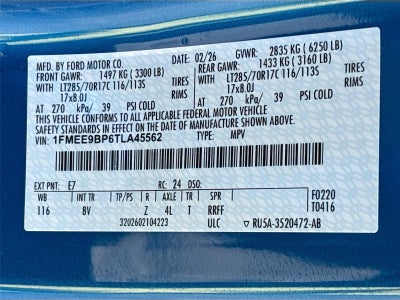 MFD. BY FORD MOTOR CO. 02/26 GVWR: 2835 KG ( 6250 LB)
FRONT GAWR: 1497 KG ( 3300 LB) REAR GAWR: 1433 KG ( 3160 LB)
WITH LT285/70R17C 116/113S TIRES WITH LT285/70R17C 116/113S TIRES
17x8.0J RIMS 17x8.0J RIMS
AT 270 kPa/ 39 PSI COLD AT 270 kPa/ 39 PSI COLD
THIS VEHICLE CONFORMS TO ALL APPLICABLE FEDERAL MOTOR VEHICLE
SAFETY STANDARDS IN EFFECT ON THE DATE OF MANUFACTURE SHOWN ABOVE.
VIN: 1FMEE9BP6TLA45562 TYPE: MPV
EXT PNT: E7 RC: 24 DSO: F0220
WB INT TR TP/PS R AXLE TR SPR T0416
116 8V Z 4L T RRFF
3202602104223 ULC ▽ RU5A-3520472-AB